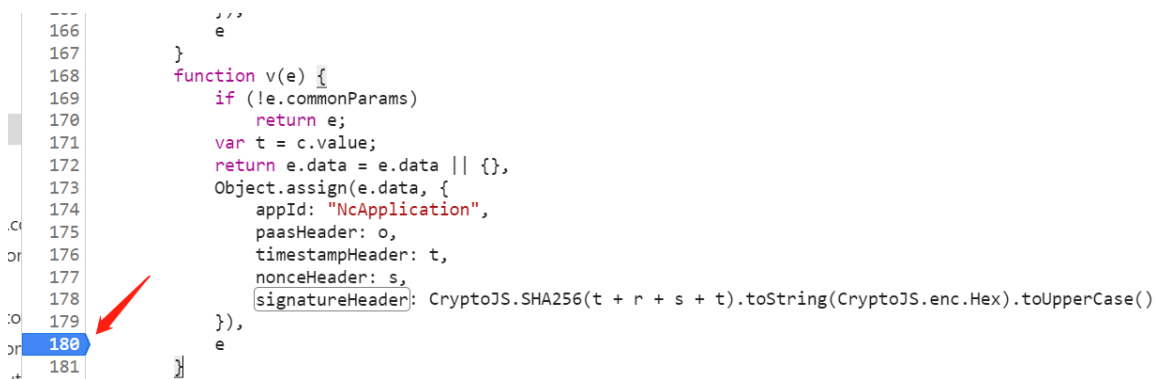 166 e
167 }
168 function v(e) {
169 if (!e.commonParams)
170 return e;
171 var t = c.value;
172 return e.data = e.data || {},
173 Object.assign(e.data, {
174 appId: "NcApplication",
175 paasHeader: o,
176 timestampHeader: t,
177 nonceHeader: s,
178 signatureHeader: CryptoJS.SHA256(t + r + s + t).toString(CryptoJS.enc.Hex).toUpperCase()
179 }),
180 e
181 }